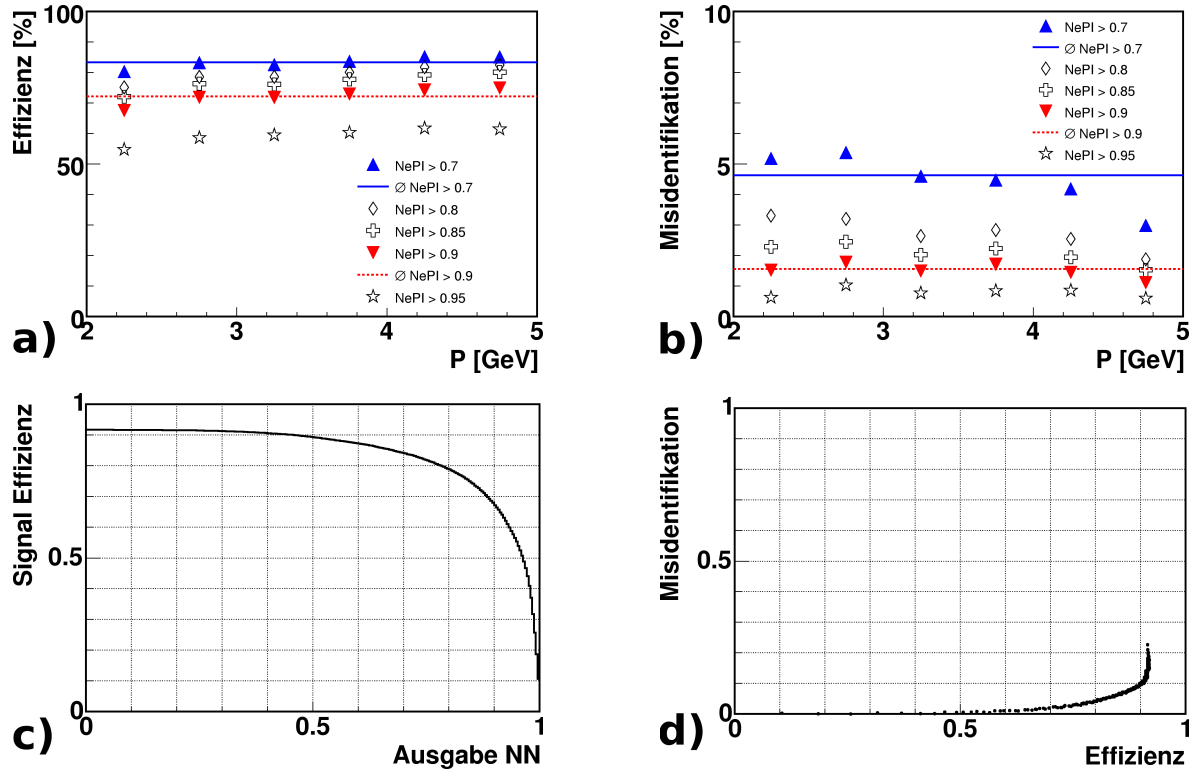 Effizienz [%]
100
50
0
NePI > 0.7
∅ NePI > 0.7
NePI > 0.8
NePI > 0.85
NePI > 0.9
∅ NePI > 0.9
NePI > 0.95
2 3 4 5
P [GeV]
a)
Misidentifikation [%]
10
5
0
NePI > 0.7
∅ NePI > 0.7
NePI > 0.8
NePI > 0.85
NePI > 0.9
∅ NePI > 0.9
NePI > 0.95
2 3 4 5
P [GeV]
b)
Signal Effizienz
1
0.5
0
0 0.5 1
Ausgabe NN
c)
Misidentifikation
1
0.5
0
0 0.5 1
Effizienz
d)